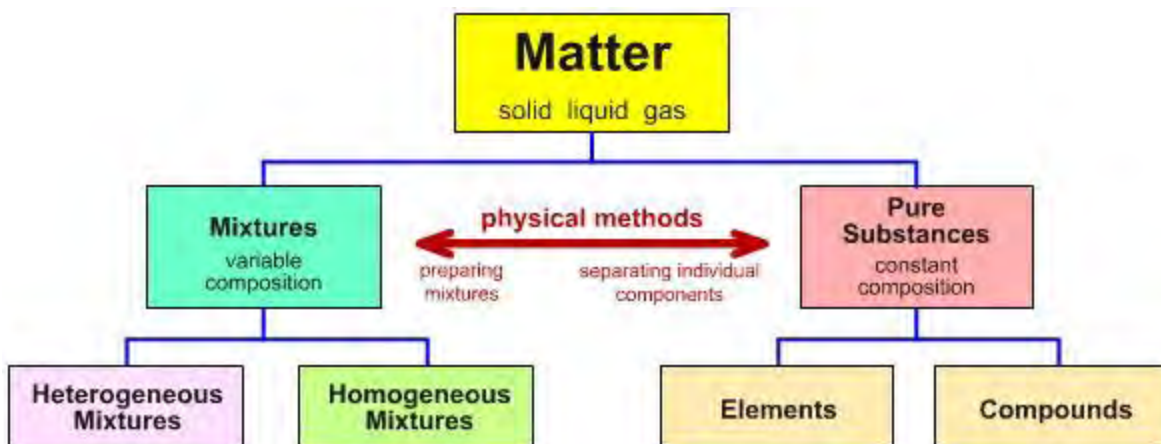 Matter
solid liquid gas
Mixtures
variable
composition
physical methods
preparing
mixtures
separating individual
components
Pure
Substances
constant
composition
Heterogeneous
Mixtures
Homogeneous
Mixtures
Elements
Compounds